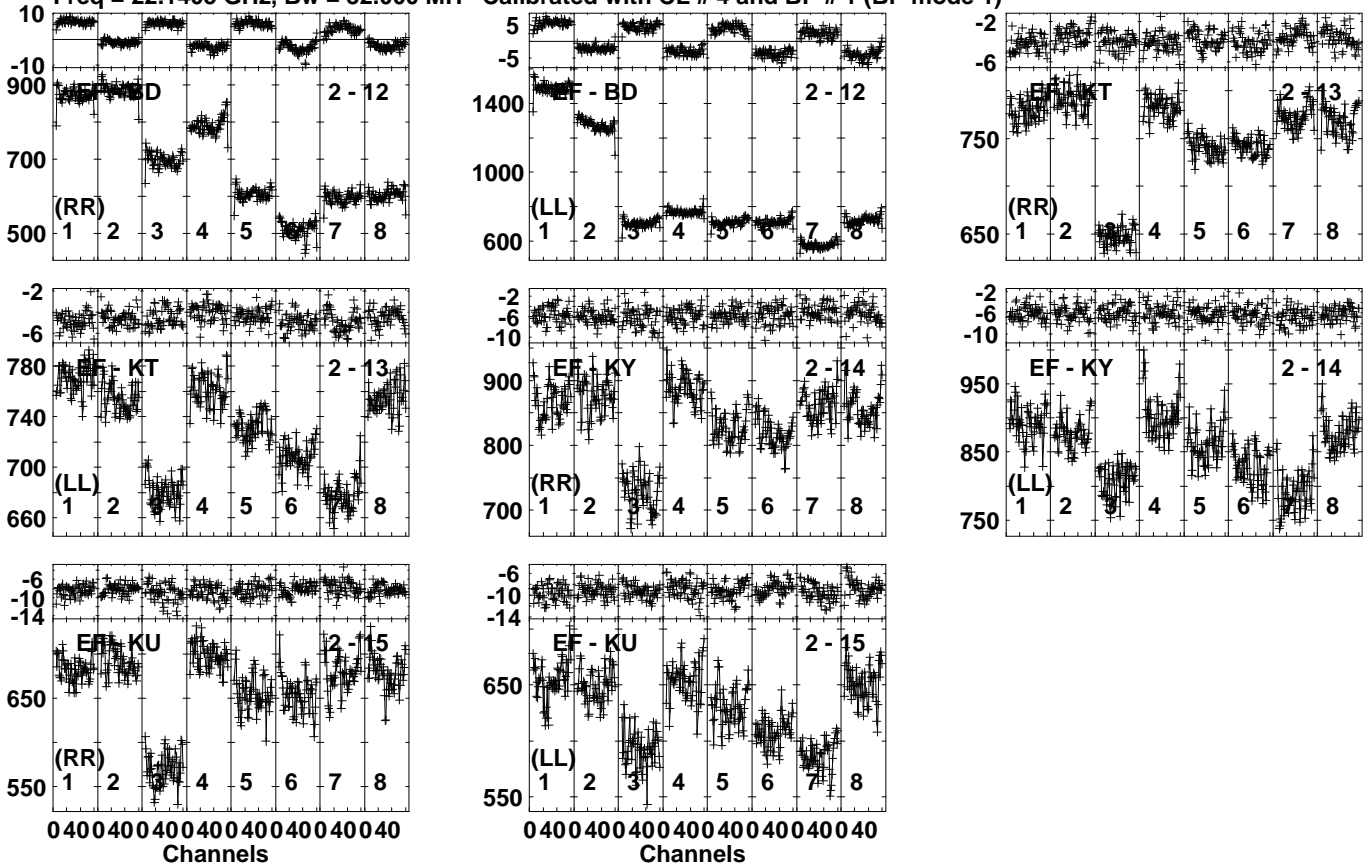 Freq = GHz, Bw = 32.000 MH Calibrated with CL # 4 and BP # 1 (BP mode 1)
10
-10
900
700
500
EF - BD 2 - 12
(RR)
1 2 3 4 5 6 7 8
5
-5
1400
1000
600
EF - BD 2 - 12
(LL)
1 2 3 4 5 6 7 8
-2
-6
750
650
EF - KT 2 - 13
(RR)
1 2 3 4 5 6 7 8
-2
-6
780
740
700
660
EF - KT 2 - 13
(LL)
1 2 3 4 5 6 7 8
-2
-6
-10
900
800
700
EF - KY 2 - 14
(RR)
1 2 3 4 5 6 7 8
-2
-6
-10
950
850
750
EF - KY 2 - 14
(LL)
1 2 3 4 5 6 7 8
-6
-10
-14
650
550
EF - KU 2 - 15
(RR)
1 2 3 4 5 6 7 8
0 40 0 40 0 40 0 40 0 40 0 40 0 40 0 40
Channels
-6
-10
-14
650
550
EF - KU 2 - 15
(LL)
1 2 3 4 5 6 7 8
0 40 0 40 0 40 0 40 0 40 0 40 0 40 0 40
Channels